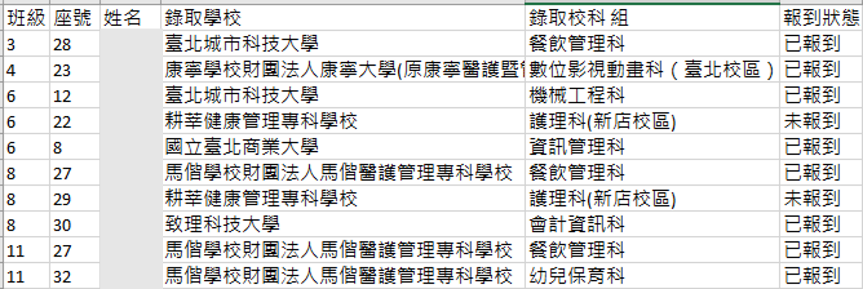 班級 座號 姓名 錄取學校 錄取校科 組 報到狀態
3 28 臺北城市科技大學 餐飲管理科 已報到
4 23 康寧學校財團法人康寧大學(原康寧醫護暨 數位影視動畫科（臺北校區） 已報到
6 12 臺北城市科技大學 機械工程科 已報到
6 22 耕莘健康管理專科學校 護理科(新店校區) 未報到
6 8 國立臺北商業大學 資訊管理科 已報到
8 27 馬偕學校財團法人馬偕醫護管理專科學校 餐飲管理科 已報到
8 29 耕莘健康管理專科學校 護理科(新店校區) 未報到
8 30 致理科技大學 會計資訊科 已報到
11 27 馬偕學校財團法人馬偕醫護管理專科學校 餐飲管理科 已報到
11 32 馬偕學校財團法人馬偕醫護管理專科學校 幼兒保育科 已報到